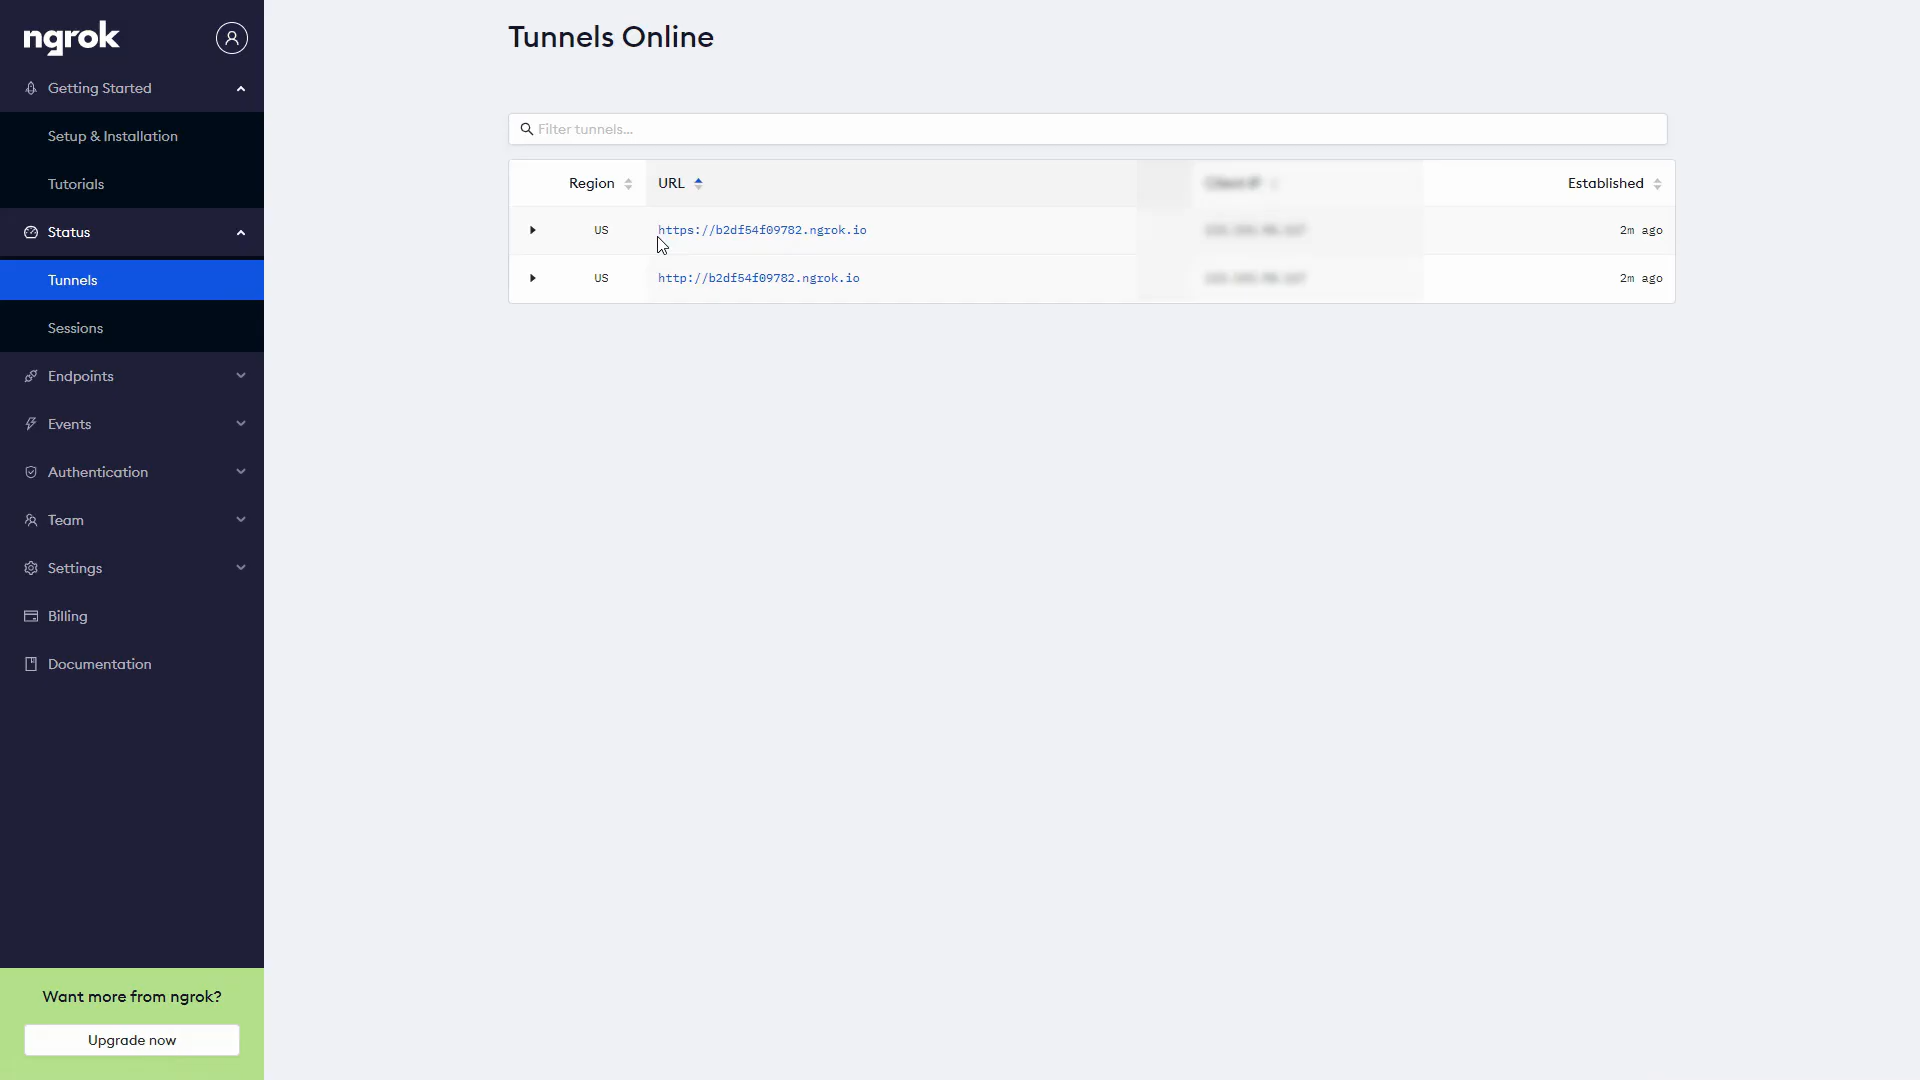 ngrok
Getting Started
Setup & Installation
Tutorials
Status
Tunnels
Sessions
Endpoints
Events
Authentication
Team
Settings
Billing
Documentation
Want more from ngrok?
Upgrade now
Tunnels Online
Filter tunnels...
Region URL Client IP Established
US https://b2df54f09782.ngrok.io 2m ago
US http://b2df54f09782.ngrok.io 2m ago